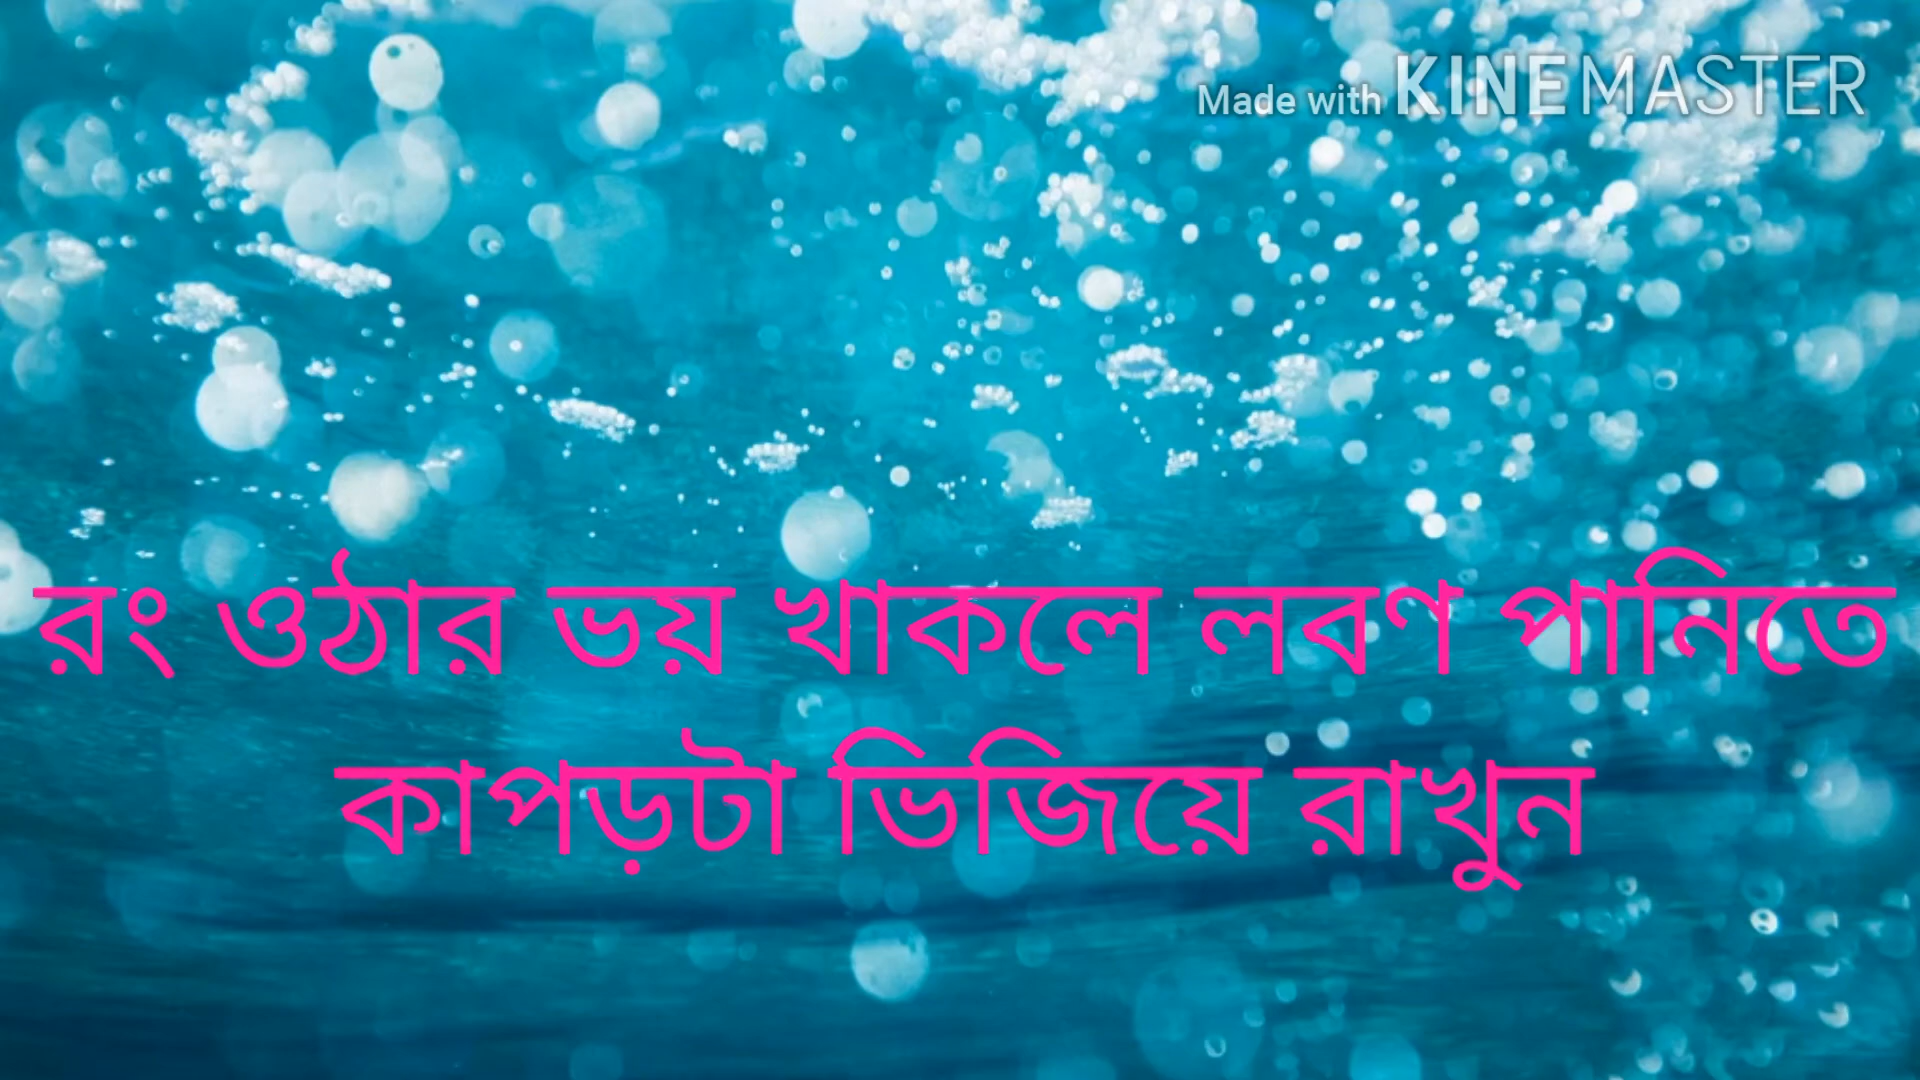 Made with KINEMASTER
রং ওঠার ভয় খাকলে লবণ পানিতে
কাপড়টা ভিজিয়ে রাখুন